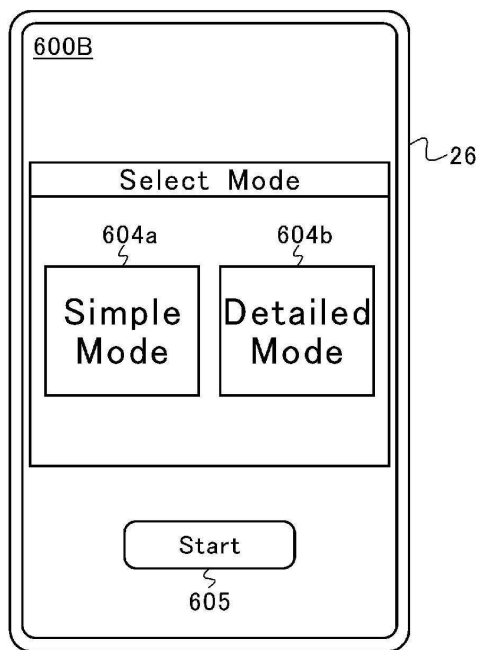 600B
26
Select Mode
604a 604b
Simple Mode
Detailed Mode
Start
605